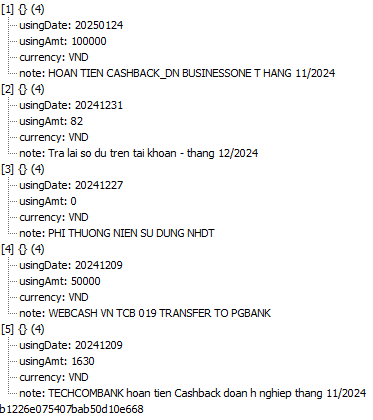 [1] {} (4)
usingDate: 20250124
usingAmt: 100000
currency: VND
note: HOAN TIEN CASHBACK_DN BUSINESSONE T HANG 11/2024
[2] {} (4)
usingDate: 20241231
usingAmt: 82
currency: VND
note: Tra lai so du tren tai khoan - thang 12/2024
[3] {} (4)
usingDate: 20241227
usingAmt: 0
currency: VND
note: PHI THUONG NIEN SU DUNG NHDT
[4] {} (4)
usingDate: 20241209
usingAmt: 50000
currency: VND
note: WEBCASH VN TCB 019 TRANSFER TO PGBANK
[5] {} (4)
usingDate: 20241209
usingAmt: 1630
currency: VND
note: TECHCOMBANK hoan tien Cashback doan h nghiep thang 11/2024
b1226e075407bab50d10e668